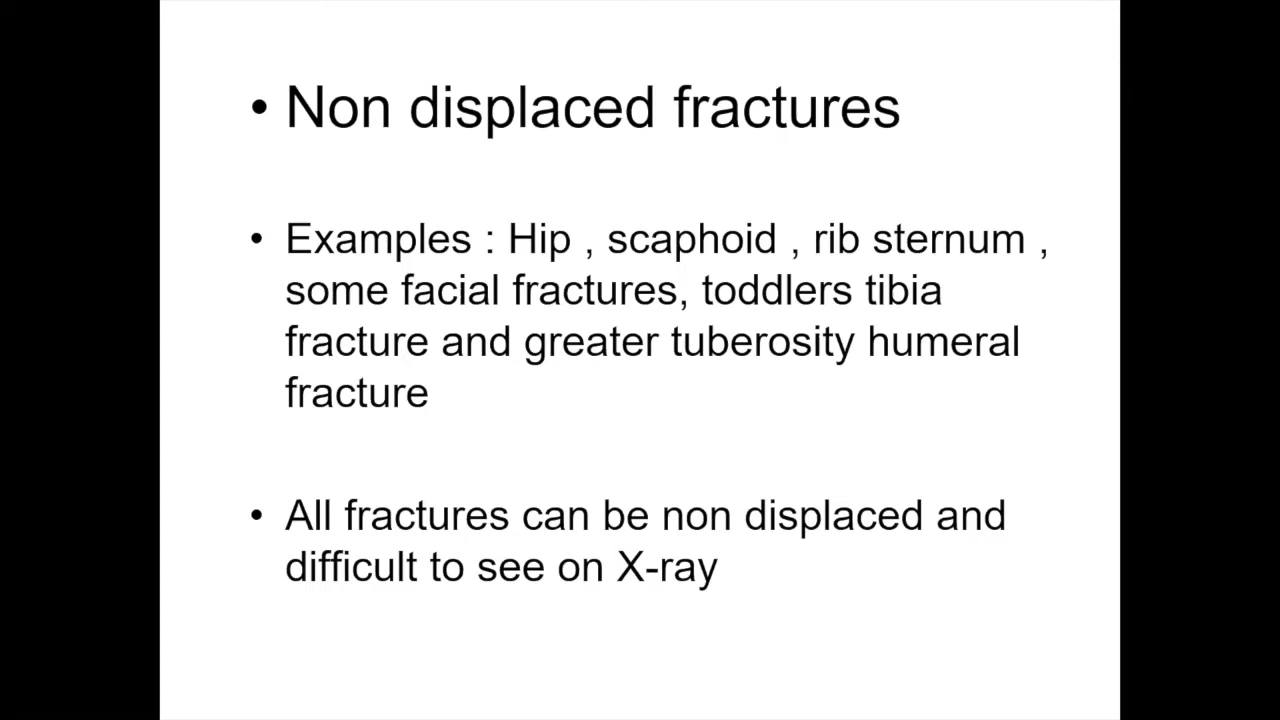 • Non displaced fractures
• Examples : Hip , scaphoid , rib sternum ,
some facial fractures, toddlers tibia
fracture and greater tuberosity humeral
fracture
• All fractures can be non displaced and
difficult to see on X-ray